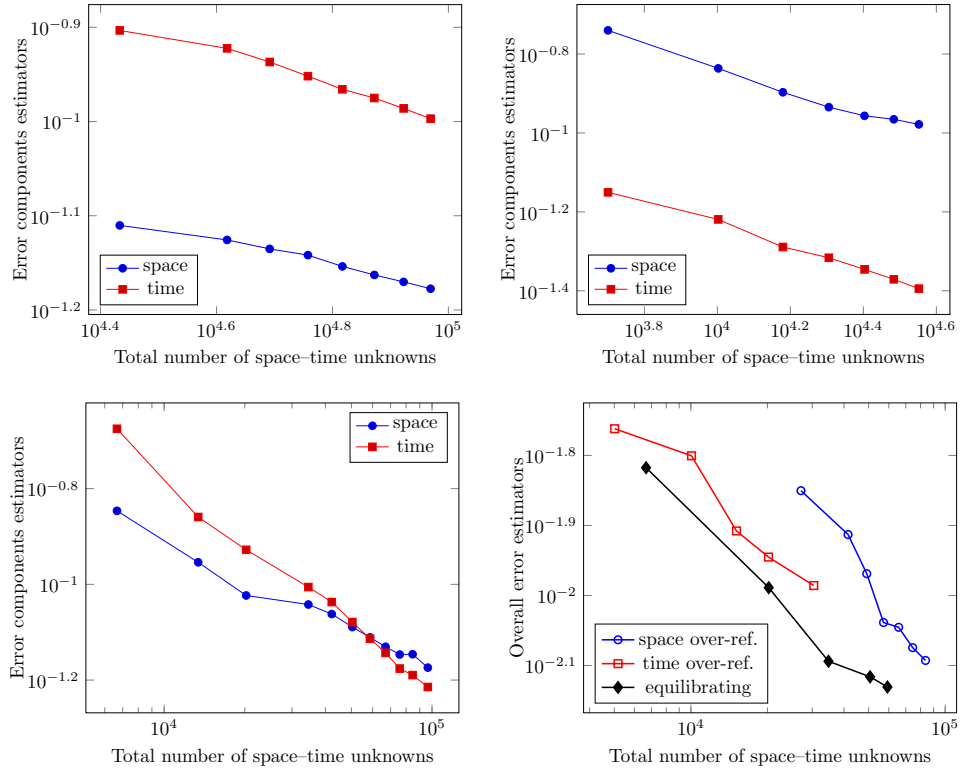 Error components estimators
10^{-0.9}
10^{-1}
10^{-1.1}
10^{-1.2}
space
time
10^{4.4}
10^{4.6}
10^{4.8}
10^{5}
Total number of space–time unknowns
Error components estimators
10^{-0.8}
10^{-1}
10^{-1.2}
10^{-1.4}
space
time
10^{3.8}
10^{4}
10^{4.2}
10^{4.4}
10^{4.6}
Total number of space–time unknowns
Error components estimators
10^{-0.8}
10^{-1}
10^{-1.2}
space
time
10^{4}
10^{5}
Total number of space–time unknowns
Overall error estimators
10^{-1.8}
10^{-1.9}
10^{-2}
10^{-2.1}
space over-ref.
time over-ref.
equilibrating
10^{4}
10^{5}
Total number of space–time unknowns